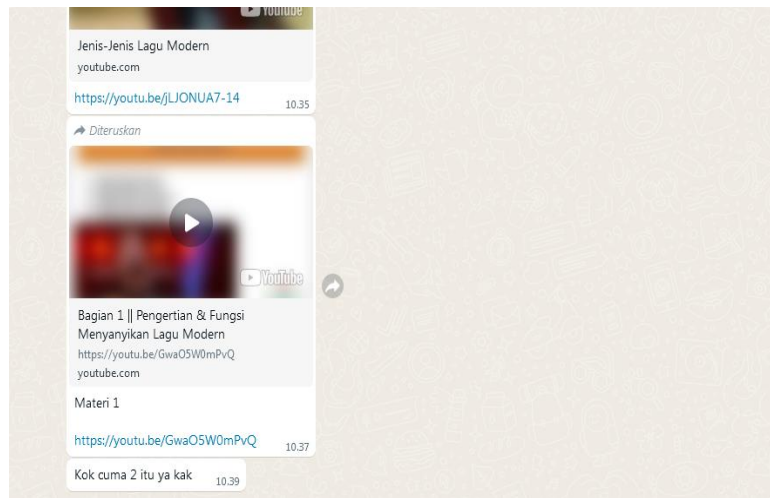 YouTube
Jenis-Jenis Lagu Modern
youtube.com
https://youtu.be/jLJONUA7-14
10.35
Diteruskan
YouTube
Bagian 1 || Pengertian & Fungsi
Menyanyikan Lagu Modern
https://youtu.be/GwaO5W0mPvQ
youtube.com
Materi 1
https://youtu.be/GwaO5W0mPvQ
10.37
Kok cuma 2 itu ya kak
10.39